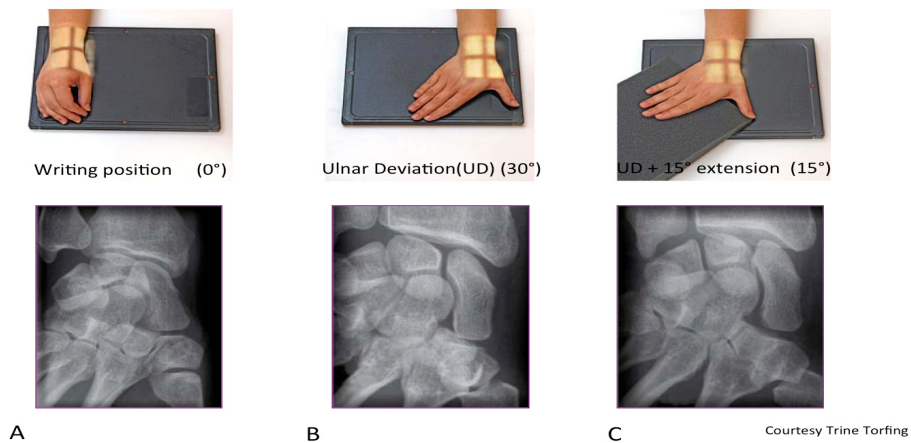 Writing position (0°)
Ulnar Deviation(UD) (30°)
UD + 15° extension (15°)
A
B
C
Courtesy Trine Torfing